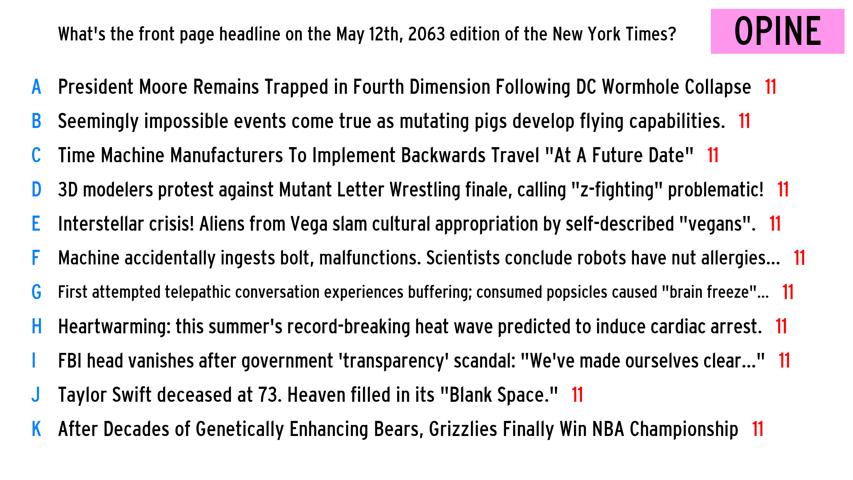 What's the front page headline on the May 12th, 2063 edition of the New York Times?
OPINE
A President Moore Remains Trapped in Fourth Dimension Following DC Wormhole Collapse 11
B Seemingly impossible events come true as mutating pigs develop flying capabilities. 11
C Time Machine Manufacturers To Implement Backwards Travel "At A Future Date" 11
D 3D modelers protest against Mutant Letter Wrestling finale, calling "z-fighting" problematic! 11
E Interstellar crisis! Aliens from Vega slam cultural appropriation by self-described "vegans". 11
F Machine accidentally ingests bolt, malfunctions. Scientists conclude robots have nut allergies... 11
G First attempted telepathic conversation experiences buffering; consumed popsicles caused "brain freeze"... 11
H Heartwarming: this summer's record-breaking heat wave predicted to induce cardiac arrest. 11
I FBI head vanishes after government 'transparency' scandal: "We've made ourselves clear..." 11
J Taylor Swift deceased at 73. Heaven filled in its "Blank Space." 11
K After Decades of Genetically Enhancing Bears, Grizzlies Finally Win NBA Championship 11